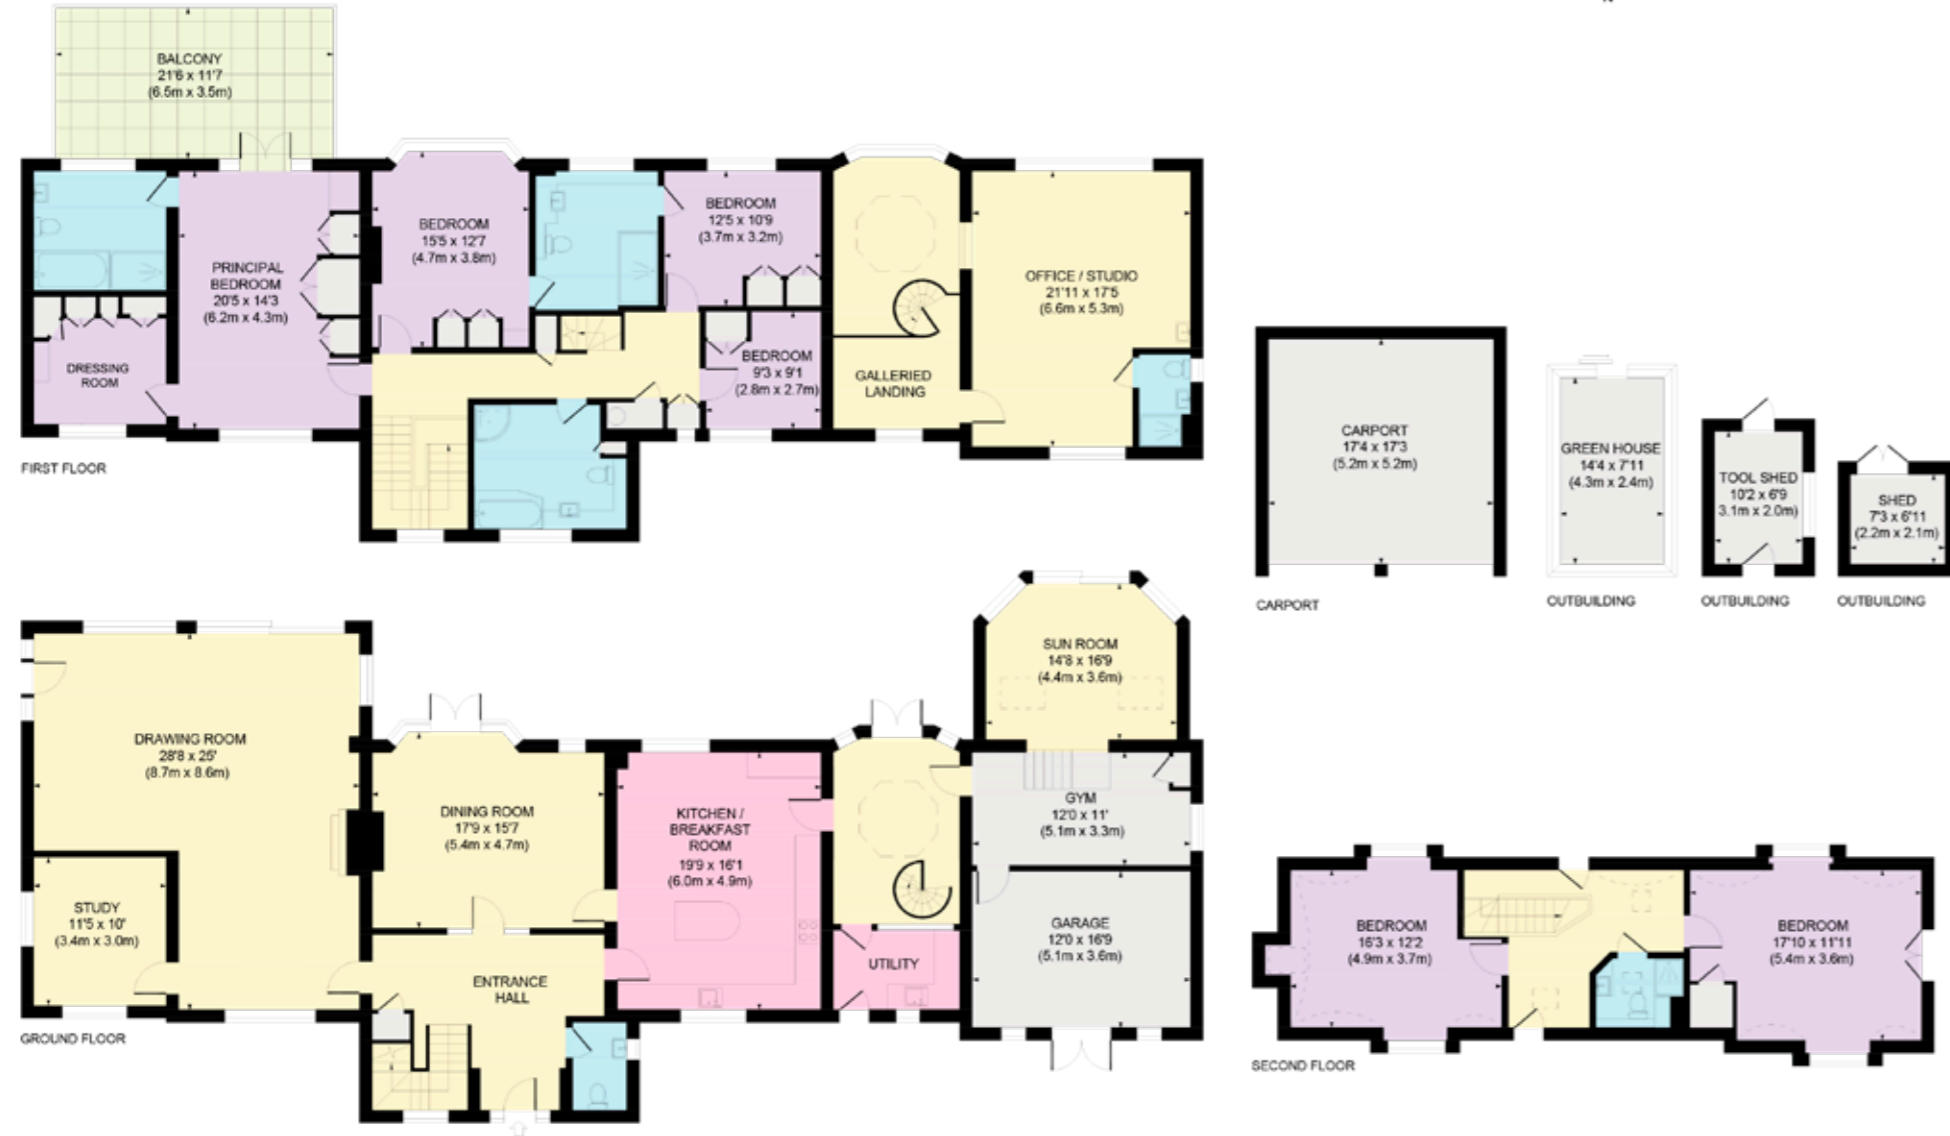 BALCONY
21'6 x 11'7
(6.5m x 3.5m)
PRINCIPAL
BEDROOM
20'5 x 14'3
(6.2m x 4.3m)
DRESSING
ROOM
BEDROOM
15'5 x 12'7
(4.7m x 3.8m)
BEDROOM
12'5 x 10'9
(3.7m x 3.2m)
BEDROOM
9'3 x 9'1
(2.8m x 2.7m)
GALLERIED
LANDING
OFFICE / STUDIO
21'11 x 17'5
(6.6m x 5.3m)
FIRST FLOOR
CARPORT
17'4 x 17'3
(5.2m x 5.2m)
CARPORT
GREEN HOUSE
14'4 x 7'11
(4.3m x 2.4m)
OUTBUILDING
TOOL SHED
10'2 x 6'9
3.1m x 2.0m)
OUTBUILDING
SHED
7'3 x 6'11
(2.2m x 2.1m)
OUTBUILDING
DRAWING ROOM
28'8 x 25'
(8.7m x 8.6m)
STUDY
11'5 x 10'
(3.4m x 3.0m)
DINING ROOM
17'9 x 15'7
(5.4m x 4.7m)
ENTRANCE
HALL
KITCHEN /
BREAKFAST
ROOM
19'9 x 16'1
(6.0m x 4.9m)
UTILITY
SUN ROOM
14'8 x 16'9
(4.4m x 3.6m)
GYM
12'0 x 11'
(5.1m x 3.3m)
GARAGE
12'0 x 16'9
(5.1m x 3.6m)
GROUND FLOOR
BEDROOM
16'3 x 12'2
(4.9m x 3.7m)
BEDROOM
17'10 x 11'11
(5.4m x 3.6m)
SECOND FLOOR